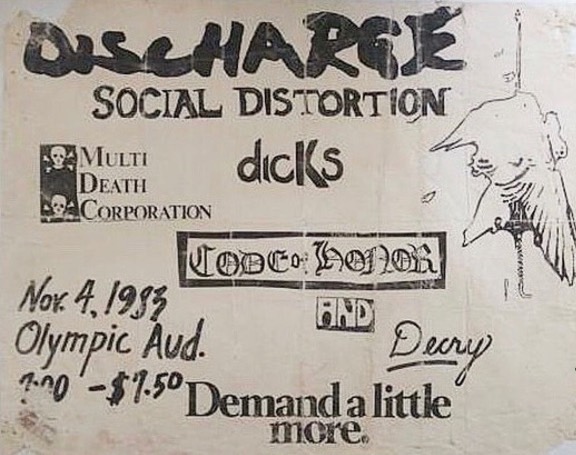 DISCHARGE
SOCIAL DISTORTION
dicKs
MULTI
DEATH
CORPORATION
CODE OF HONOR
AND
Decry
Nov. 4, 1983
Olympic Aud.
- $7.50
Demand a little
more.